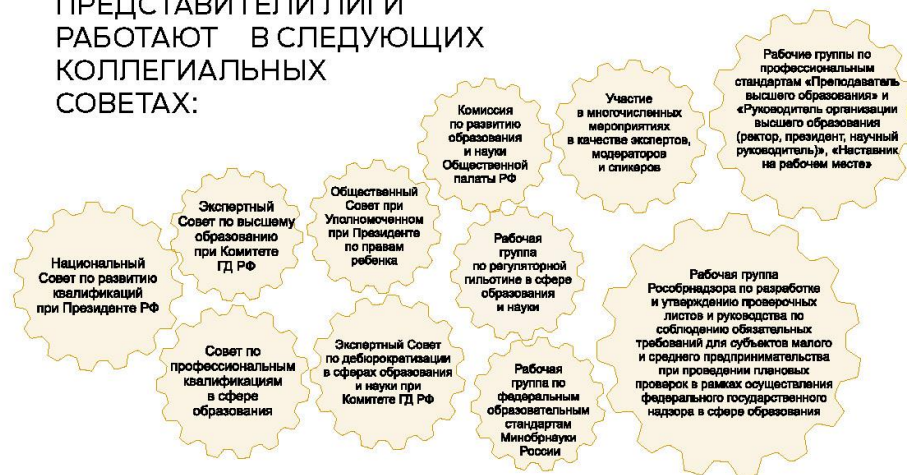 ПРЕДСТАВИТЕЛИ ЛИГИ
РАБОТАЮТ В СЛЕДУЮЩИХ
КОЛЛЕГИАЛЬНЫХ
СОВЕТАХ:
Национальный
Совет по развитию
квалификаций
при Президенте РФ
Экспертный
Совет по высшему
образованию
при Комитете
ГД РФ
Совет по
профессиональным
квалификациям
в сфере
образования
Общественный
Совет при
Уполномоченном
при Президенте
по правам
ребенка
Экспертный Совет
по дебюрократизации
в сферах образования
и науки при
Комитете ГД РФ
Комиссия
по развитию
образования
и науки
Общественной
палаты РФ
Рабочая
группа
по регуляторной
гильотине в сфере
образования
и науки
Рабочая
группа по
федеральным
образовательным
стандартам
Минобрнауки
России
Участие
в многочисленных
мероприятиях
в качестве экспертов,
модераторов
и спикеров
Рабочие группы по
профессиональным
стандартам «Преподаватель
высшего образования» и
«Руководитель организации
высшего образования
(ректор, президент, научный
руководитель)», «Наставник
на рабочем месте»
Рабочая группа
Рособрнадзора по разработке
и утверждению проверочных
листов и руководства по
соблюдению обязательных
требований для субъектов малого
и среднего предпринимательства
при проведении плановых
проверок в рамках осуществления
федерального государственного
надзора в сфере образования